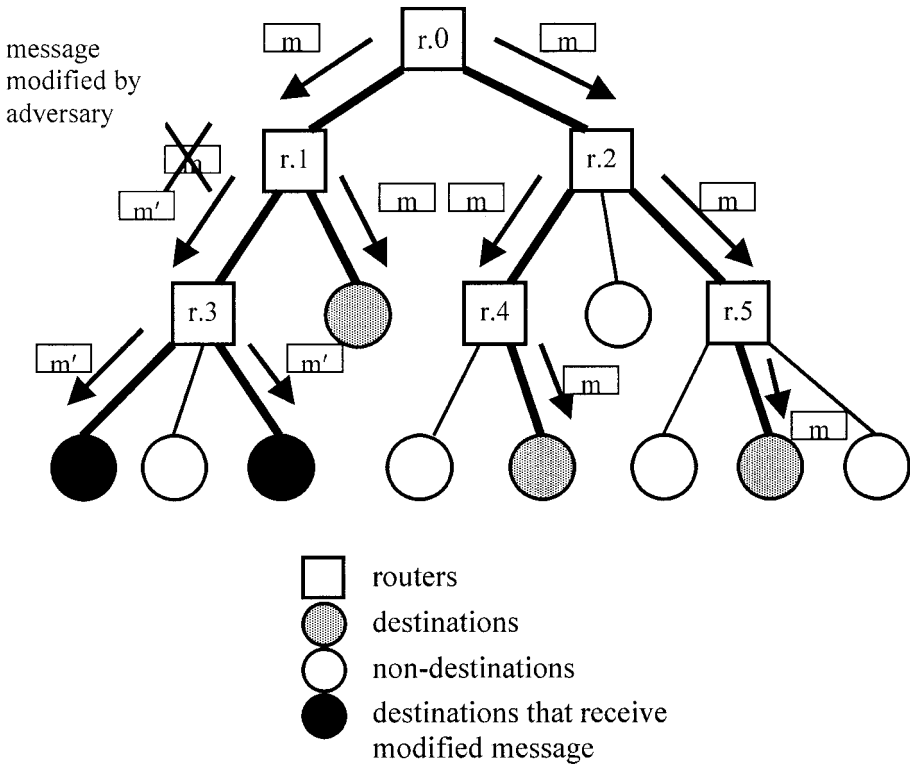 message
modified by
adversary
m
r.0
m
r.1
r.2
m
m′
m
m
m
r.3
r.4
r.5
m′
m′
m
m
routers
destinations
non-destinations
destinations that receive
modified message